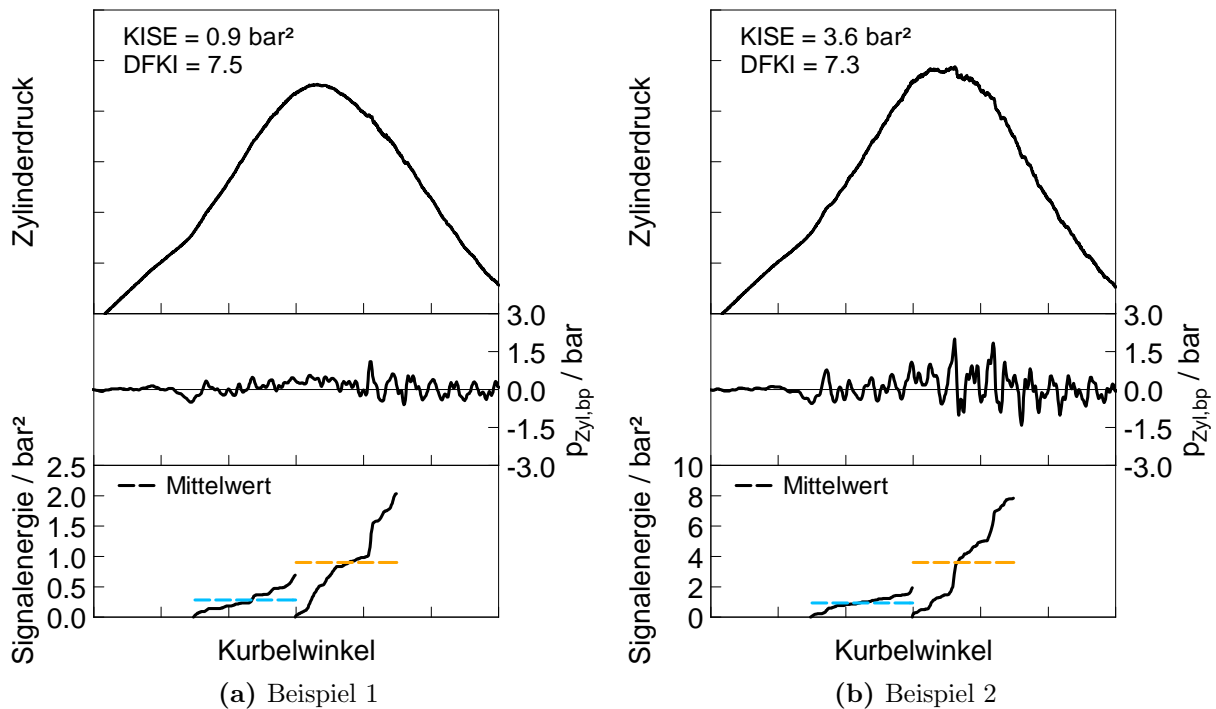 KISE = 0.9 bar²
DFKI = 7.5
Zylinderdruck
3.0
1.5
0.0
-1.5
-3.0
p_Zyl,bp / bar
Signalenergie / bar²
2.5
2.0
1.5
1.0
0.5
0.0
Mittelwert
Kurbelwinkel
(a) Beispiel 1
KISE = 3.6 bar²
DFKI = 7.3
Zylinderdruck
3.0
1.5
0.0
-1.5
-3.0
p_Zyl,bp / bar
Signalenergie / bar²
10
8
6
4
2
0
Mittelwert
Kurbelwinkel
(b) Beispiel 2